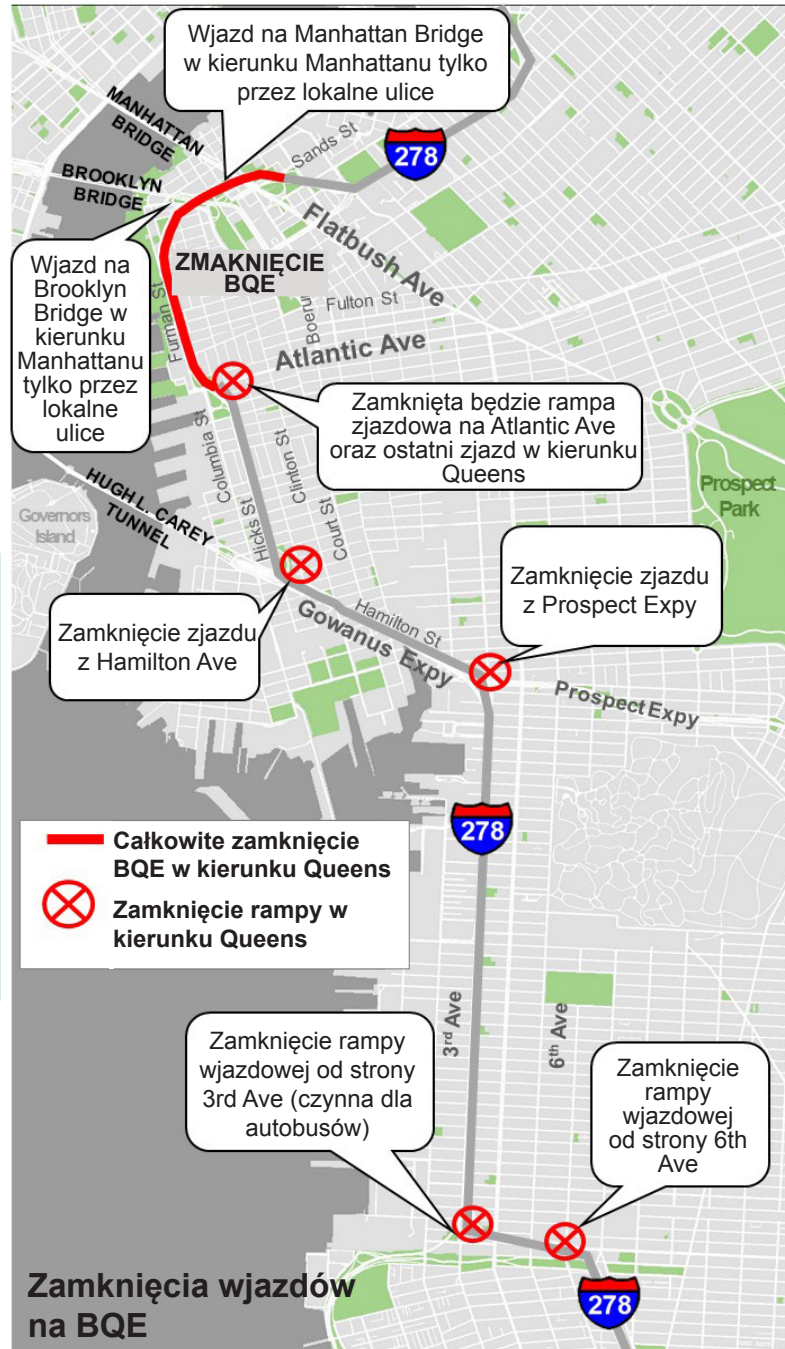 Wjazd na Manhattan Bridge
w kierunku Manhattanu tylko
przez lokalne ulice
MANHATTAN
BRIDGE
Sands St
278
BROOKLYN
BRIDGE
Flatbush Ave
Wjazd na
Brooklyn
Bridge w
kierunku
Manhattanu
tylko przez
lokalne
ulice
ZMAKNIĘCIE
BQE
Furman St
Boerum
Fulton St
Atlantic Ave
Zamknięta będzie rampa
zjazdowa na Atlantic Ave
oraz ostatni zjazd w kierunku
Queens
Columbia St
Clinton St
Court St
Hicks St
HUGH L. CAREY
TUNNEL
Governors
Island
Prospect
Park
Zamknięcie zjazdu
z Prospect Expy
Zamknięcie zjazdu
z Hamilton Ave
Hamilton St
Gowanus Expy
Prospect Expy
278
Całkowite zamknięcie
BQE w kierunku Queens
Zamknięcie rampy w
kierunku Queens
3rd Ave
6th Ave
Zamknięcie rampy
wjazdowej od strony
3rd Ave (czynna dla
autobusów)
Zamknięcie
rampy
wjazdowej
od strony 6th
Ave
Zamknięcia wjazdów
na BQE
278